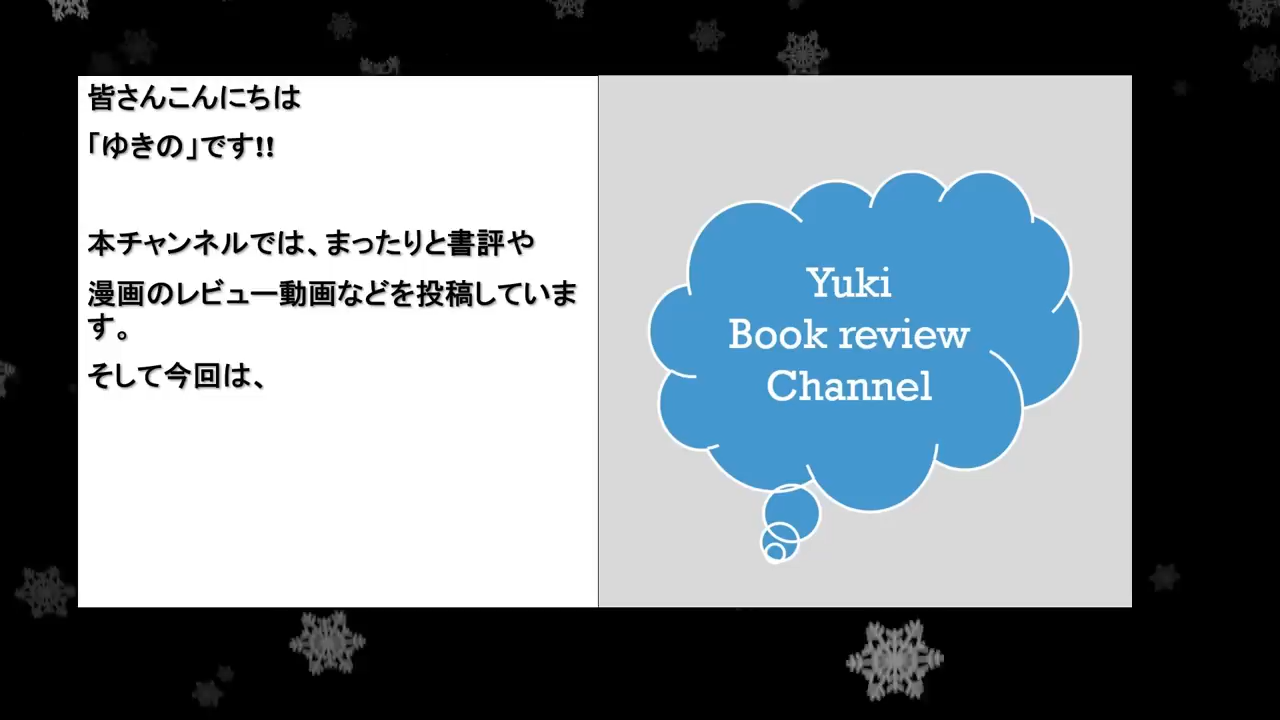 皆さんこんにちは
「ゆきの」です!!
本チャンネルでは、まったりと書評や
漫画のレビュー動画などを投稿していま
す。
そして今回は、
Yuki
Book review
Channel